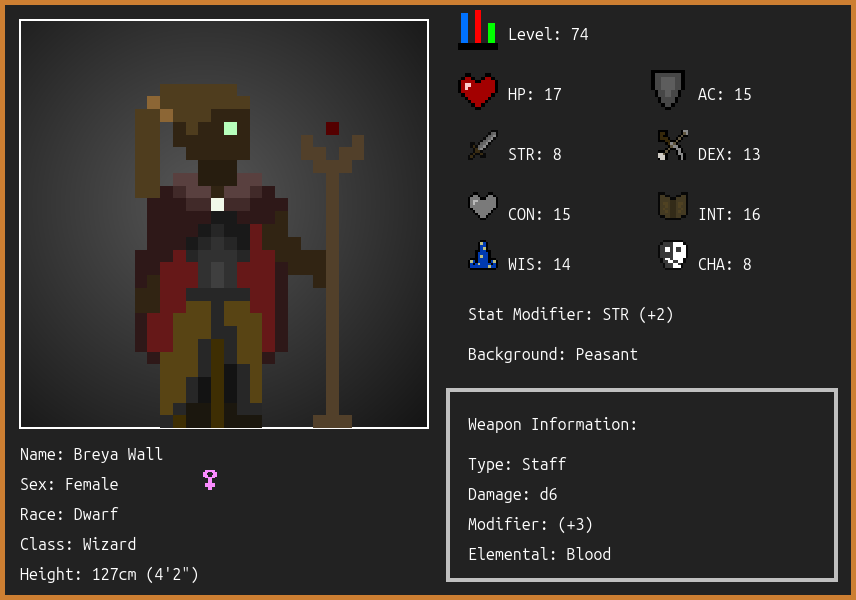 Level: 74
HP: 17
AC: 15
STR: 8
DEX: 13
CON: 15
INT: 16
WIS: 14
CHA: 8
Stat Modifier: STR (+2)
Background: Peasant
Weapon Information:
Type: Staff
Damage: d6
Modifier: (+3)
Elemental: Blood
Name: Breya Wall
Sex: Female
Race: Dwarf
Class: Wizard
Height: 127cm (4'2")